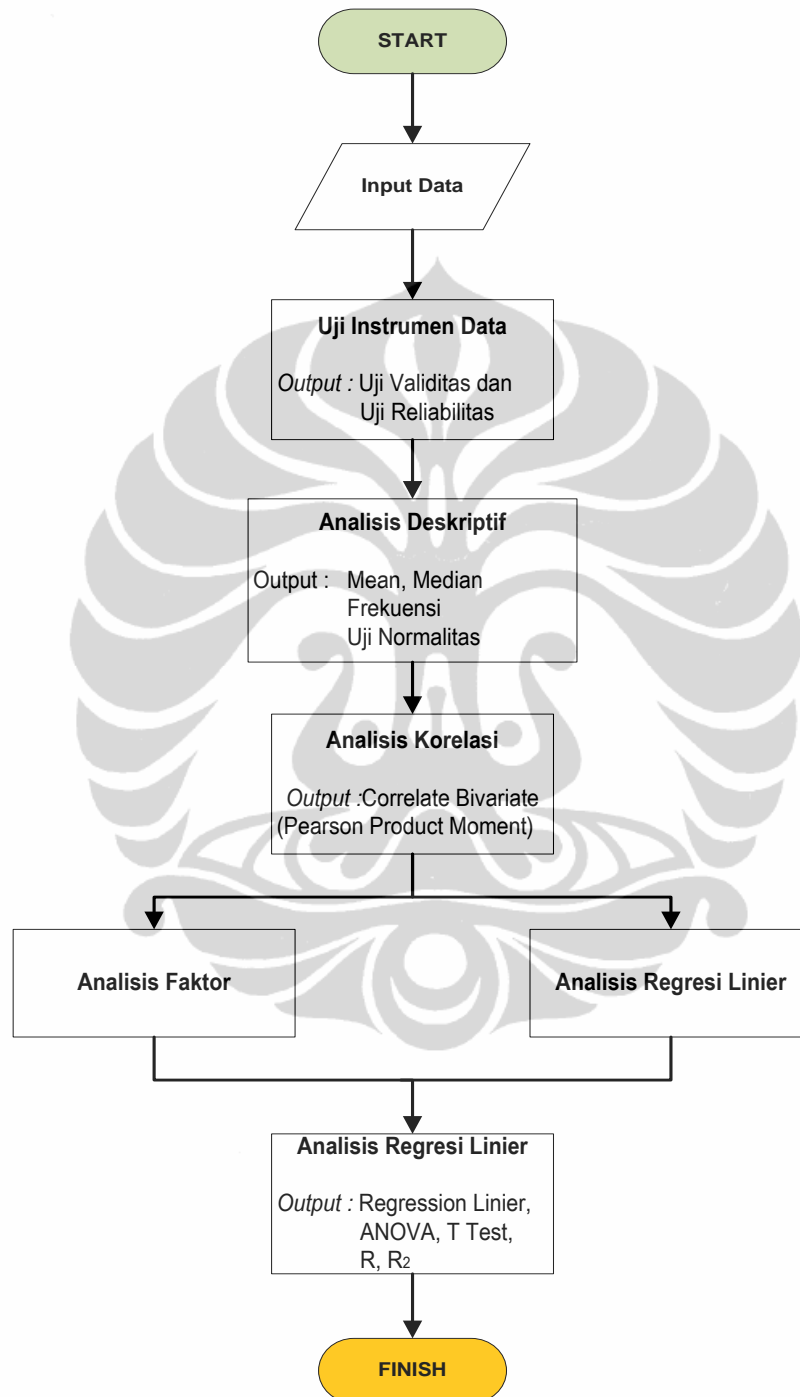 START
Input Data
Uji Instrumen Data
Output : Uji Validitas dan
Uji Reliabilitas
Analisis Deskriptif
Output : Mean, Median
Frekuensi
Uji Normalitas
Analisis Korelasi
Output :Correlate Bivariate
(Pearson Product Moment)
Analisis Faktor
Analisis Regresi Linier
Analisis Regresi Linier
Output : Regression Linier,
ANOVA, T Test,
R, R2
FINISH